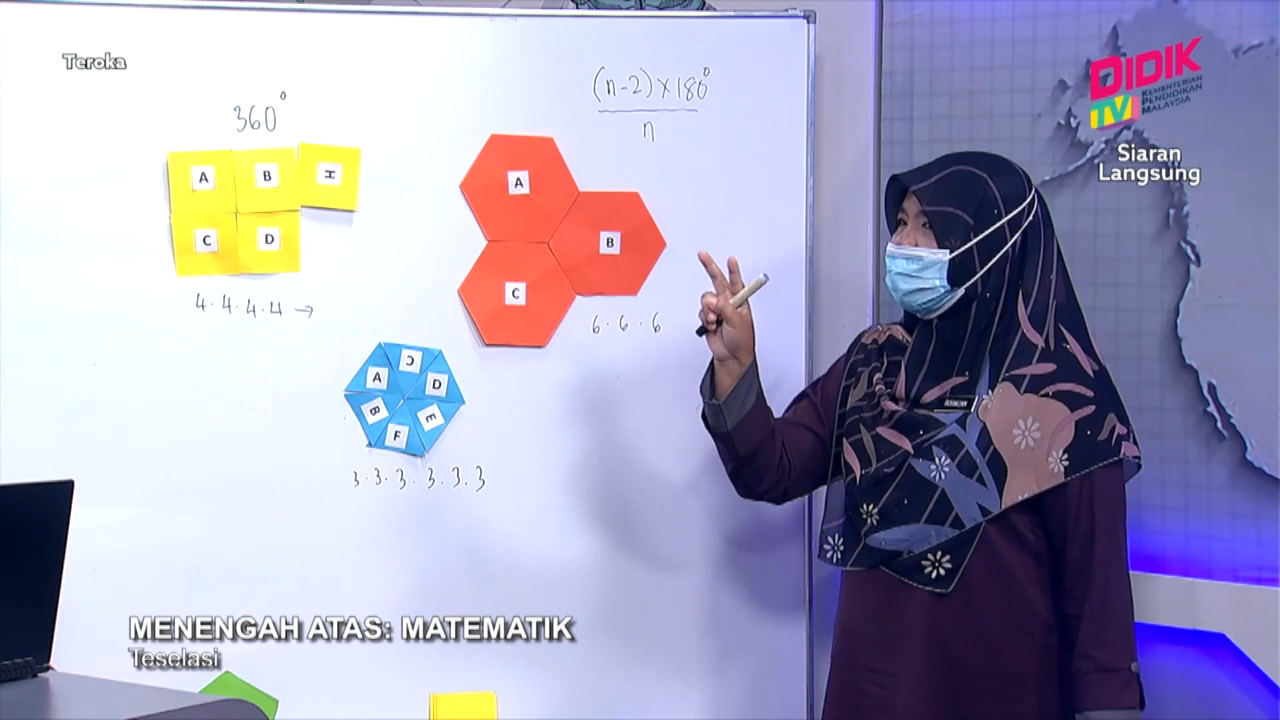 Teroka
360°
(n-2)×180°
n
A
B
H
C
D
4.4.4.4 →
A
B
C
6.6.6
A
C
D
B
E
F
3.3.3.3.3.3
DIDIK
TV
KEMENTERIAN
PENDIDIKAN
MALAYSIA
Siaran
Langsung
MENENGAH ATAS: MATEMATIK
Teselasi